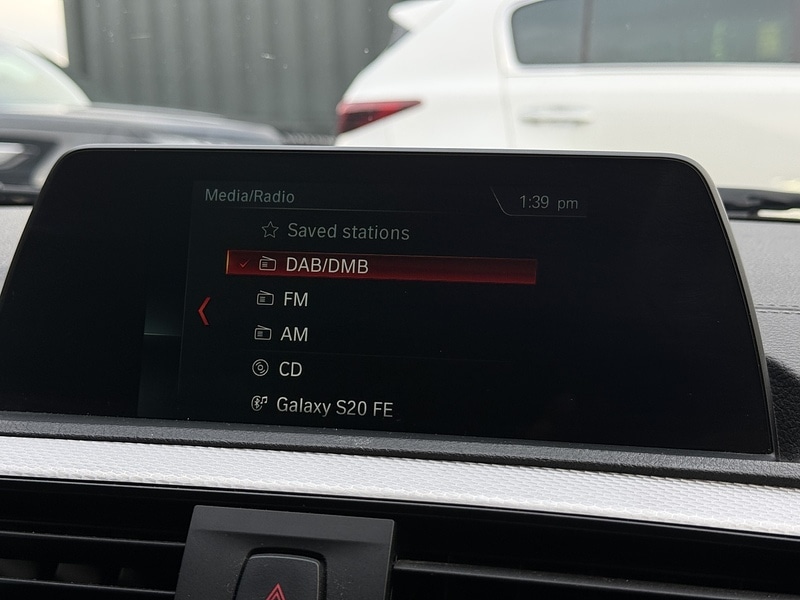 Media/Radio
1:39 pm
Saved stations
DAB/DMB
FM
AM
CD
Galaxy S20 FE